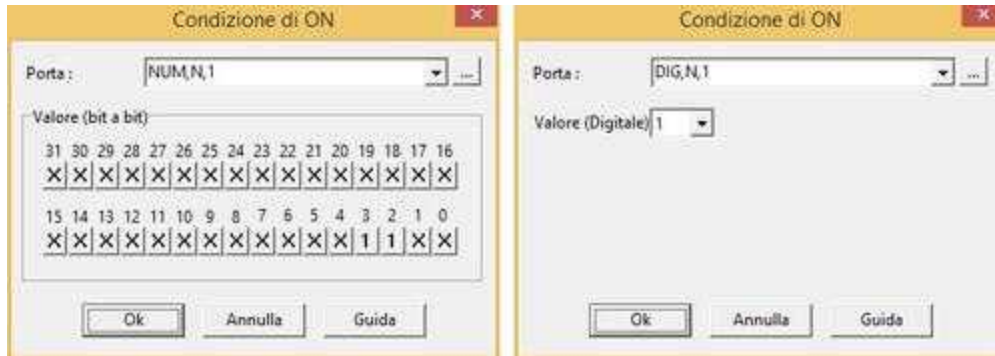 Condizione di ON
Porta :
NUM,N,1
...
Valore (bit a bit)
31 30 29 28 27 26 25 24 23 22 21 20 19 18 17 16
X X X X X X X X X X X X X X X X
15 14 13 12 11 10 9 8 7 6 5 4 3 2 1 0
X X X X X X X X X X X X 1 1 X X
Ok
Annulla
Guida
Condizione di ON
Porta :
DIG,N,1
...
Valore (Digitale) 1
Ok
Annulla
Guida